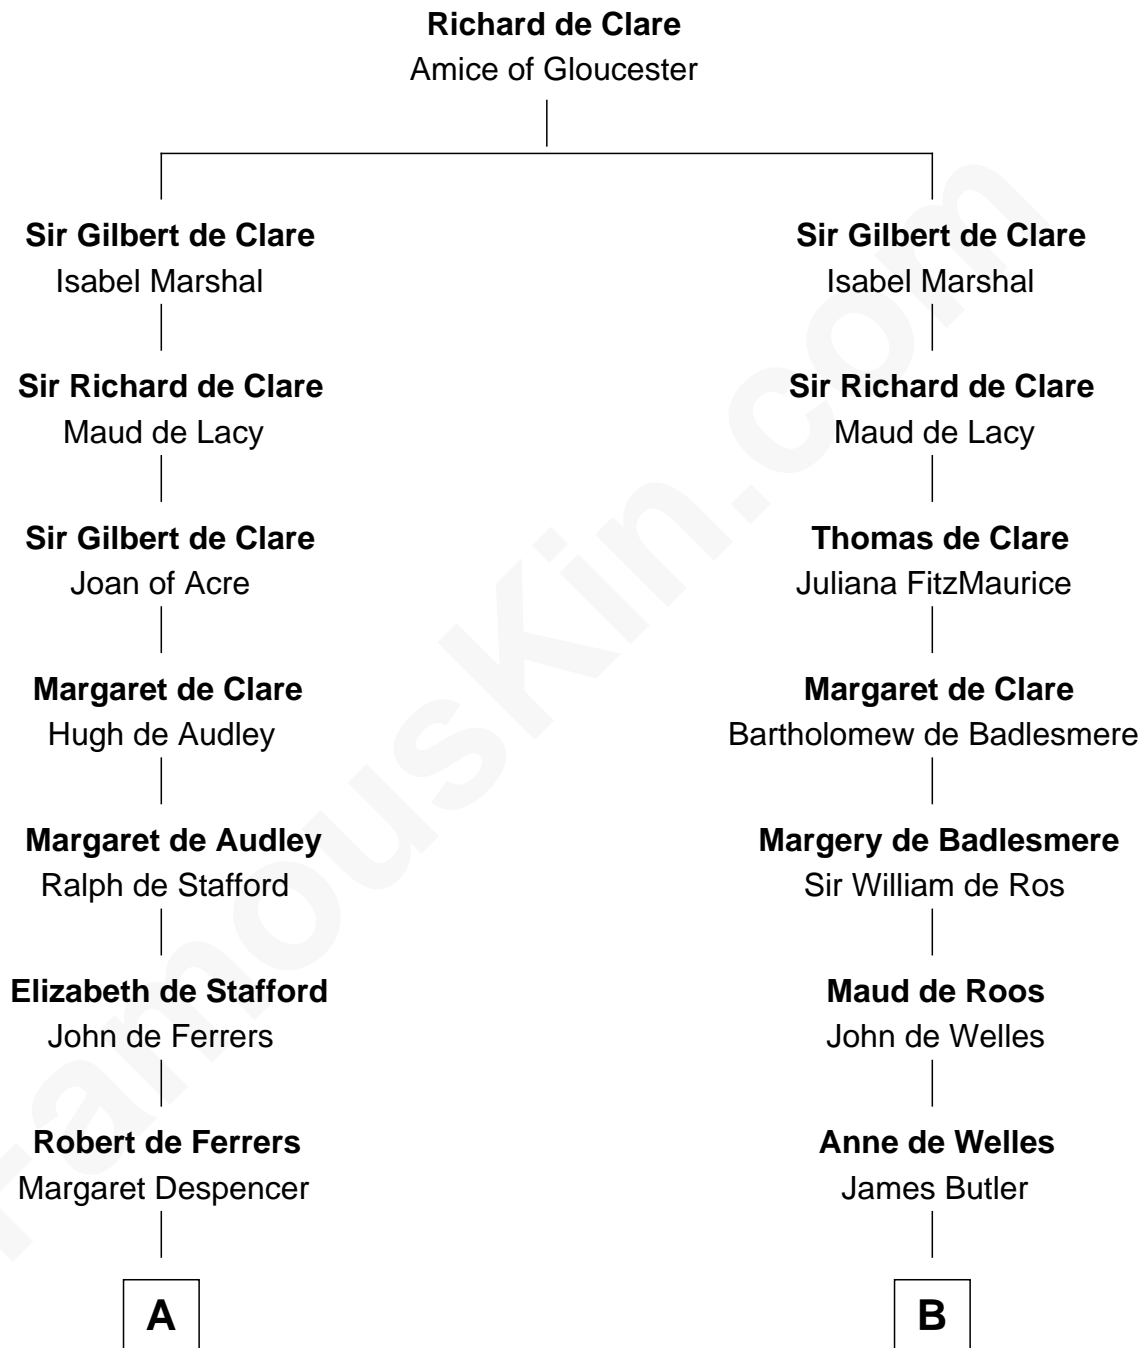 Richard de Clare
Amice of Gloucester
Sir Gilbert de Clare
Isabel Marshal
Sir Richard de Clare
Maud de Lacy
Sir Gilbert de Clare
Joan of Acre
Margaret de Clare
Hugh de Audley
Margaret de Audley
Ralph de Stafford
Elizabeth de Stafford
John de Ferrers
Robert de Ferrers
Margaret Despencer
A
Sir Gilbert de Clare
Isabel Marshal
Sir Richard de Clare
Maud de Lacy
Thomas de Clare
Juliana FitzMaurice
Margaret de Clare
Bartholomew de Badlesmere
Margery de Badlesmere
Sir William de Ros
Maud de Roos
John de Welles
Anne de Welles
James Butler
B
FamousKin.com